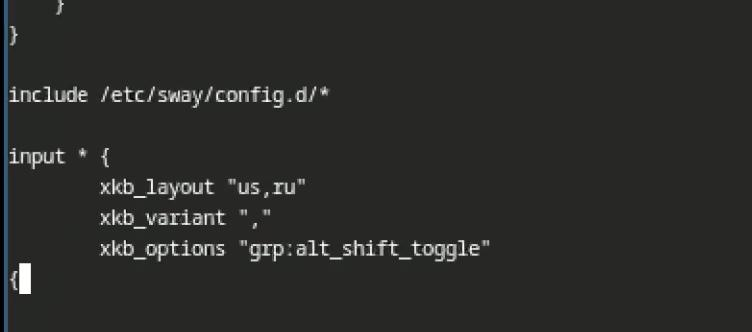 }
}
include /etc/sway/config.d/*
input * {
xkb_layout "us,ru"
xkb_variant ","
xkb_options "grp:alt_shift_toggle"
{